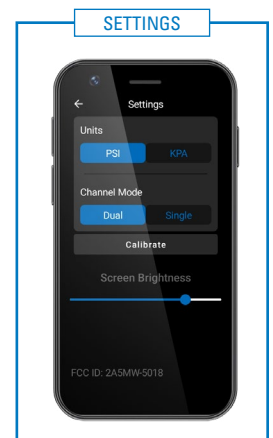 SETTINGS
Settings
Units
PSI KPA
Channel Mode
Dual Single
Calibrate
Screen Brightness
FCC ID: 2A5MW-5018